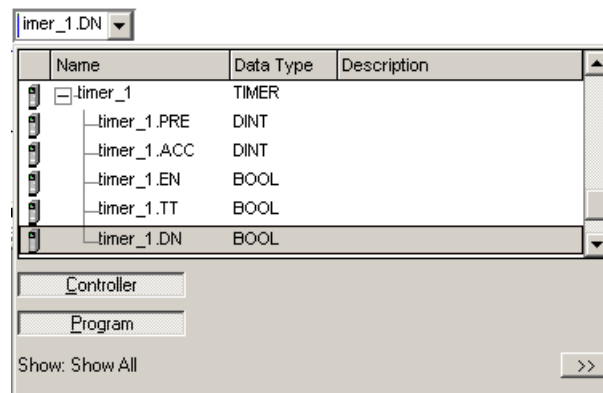 imer_1.DN
Name Data Type Description
timer_1 TIMER
timer_1.PRE DINT
timer_1.ACC DINT
timer_1.EN BOOL
timer_1.TT BOOL
timer_1.DN BOOL
Controller
Program
Show: Show All >>